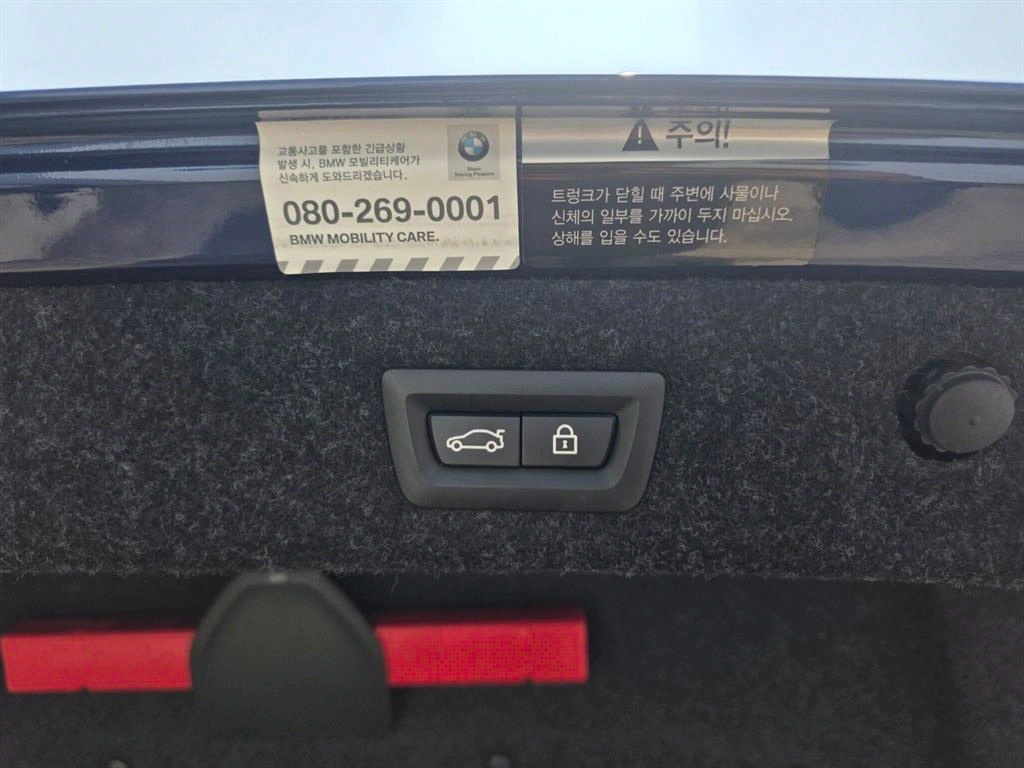 교통사고를 포함한 긴급상황
발생 시, BMW 모빌리티케어가
신속하게 도와드리겠습니다.
Sheer
Driving Pleasure
080-269-0001
BMW MOBILITY CARE.
주의!
트렁크가 닫힐 때 주변에 사물이나
신체의 일부를 가까이 두지 마십시오.
상해를 입을 수도 있습니다.